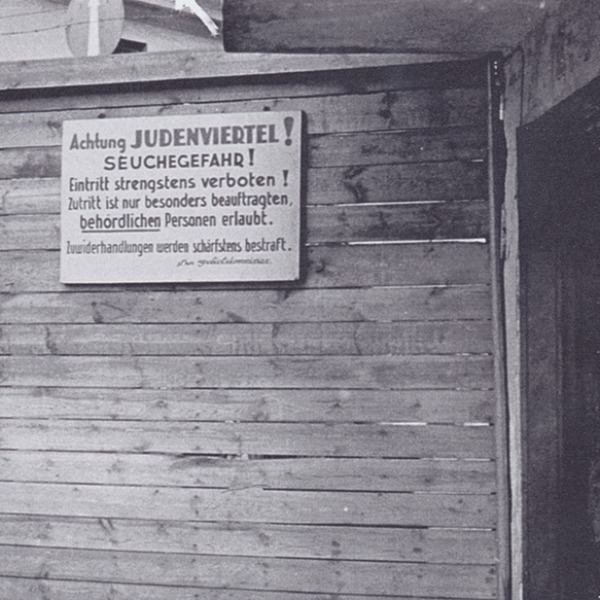 Achtung JUDENVIERTEL!
SEUCHEGEFAHR!
Eintritt strengstens verboten!
Zutritt ist nur besonders beauftragten,
behördlichen Personen erlaubt.
Zuwiderhandlungen werden schärfstens bestraft.